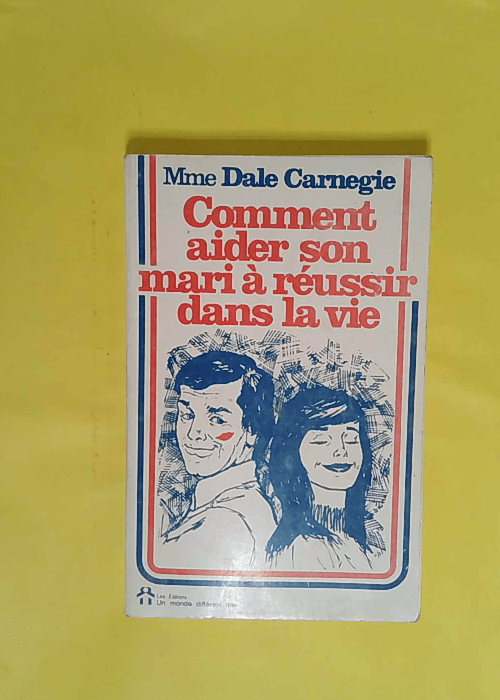 Mme Dale Carnegie
Comment
aider son
mari à réussir
dans la vie
Les Éditions
Un monde différent ltée